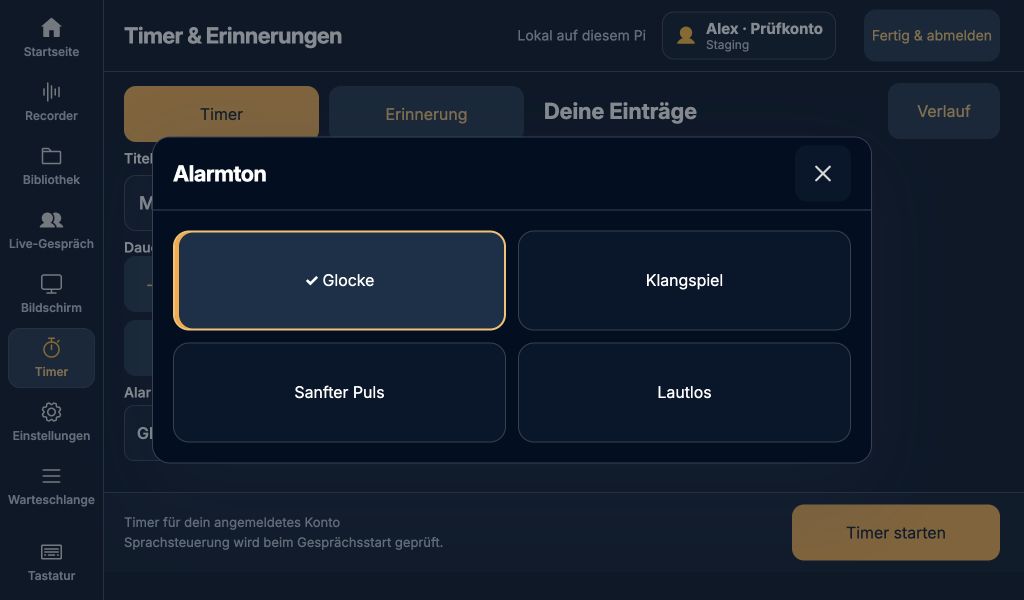 Startseite
Recorder
Bibliothek
Live-Gespräch
Bildschirm
Timer
Einstellungen
Warteschlange
Tastatur
Timer & Erinnerungen
Lokal auf diesem Pi
Alex · Prüfkonto
Staging
Fertig & abmelden
Timer
Erinnerung
Deine Einträge
Verlauf
Alarmton
✓ Glocke
Klangspiel
Sanfter Puls
Lautlos
Timer für dein angemeldetes Konto
Sprachsteuerung wird beim Gesprächsstart geprüft.
Timer starten